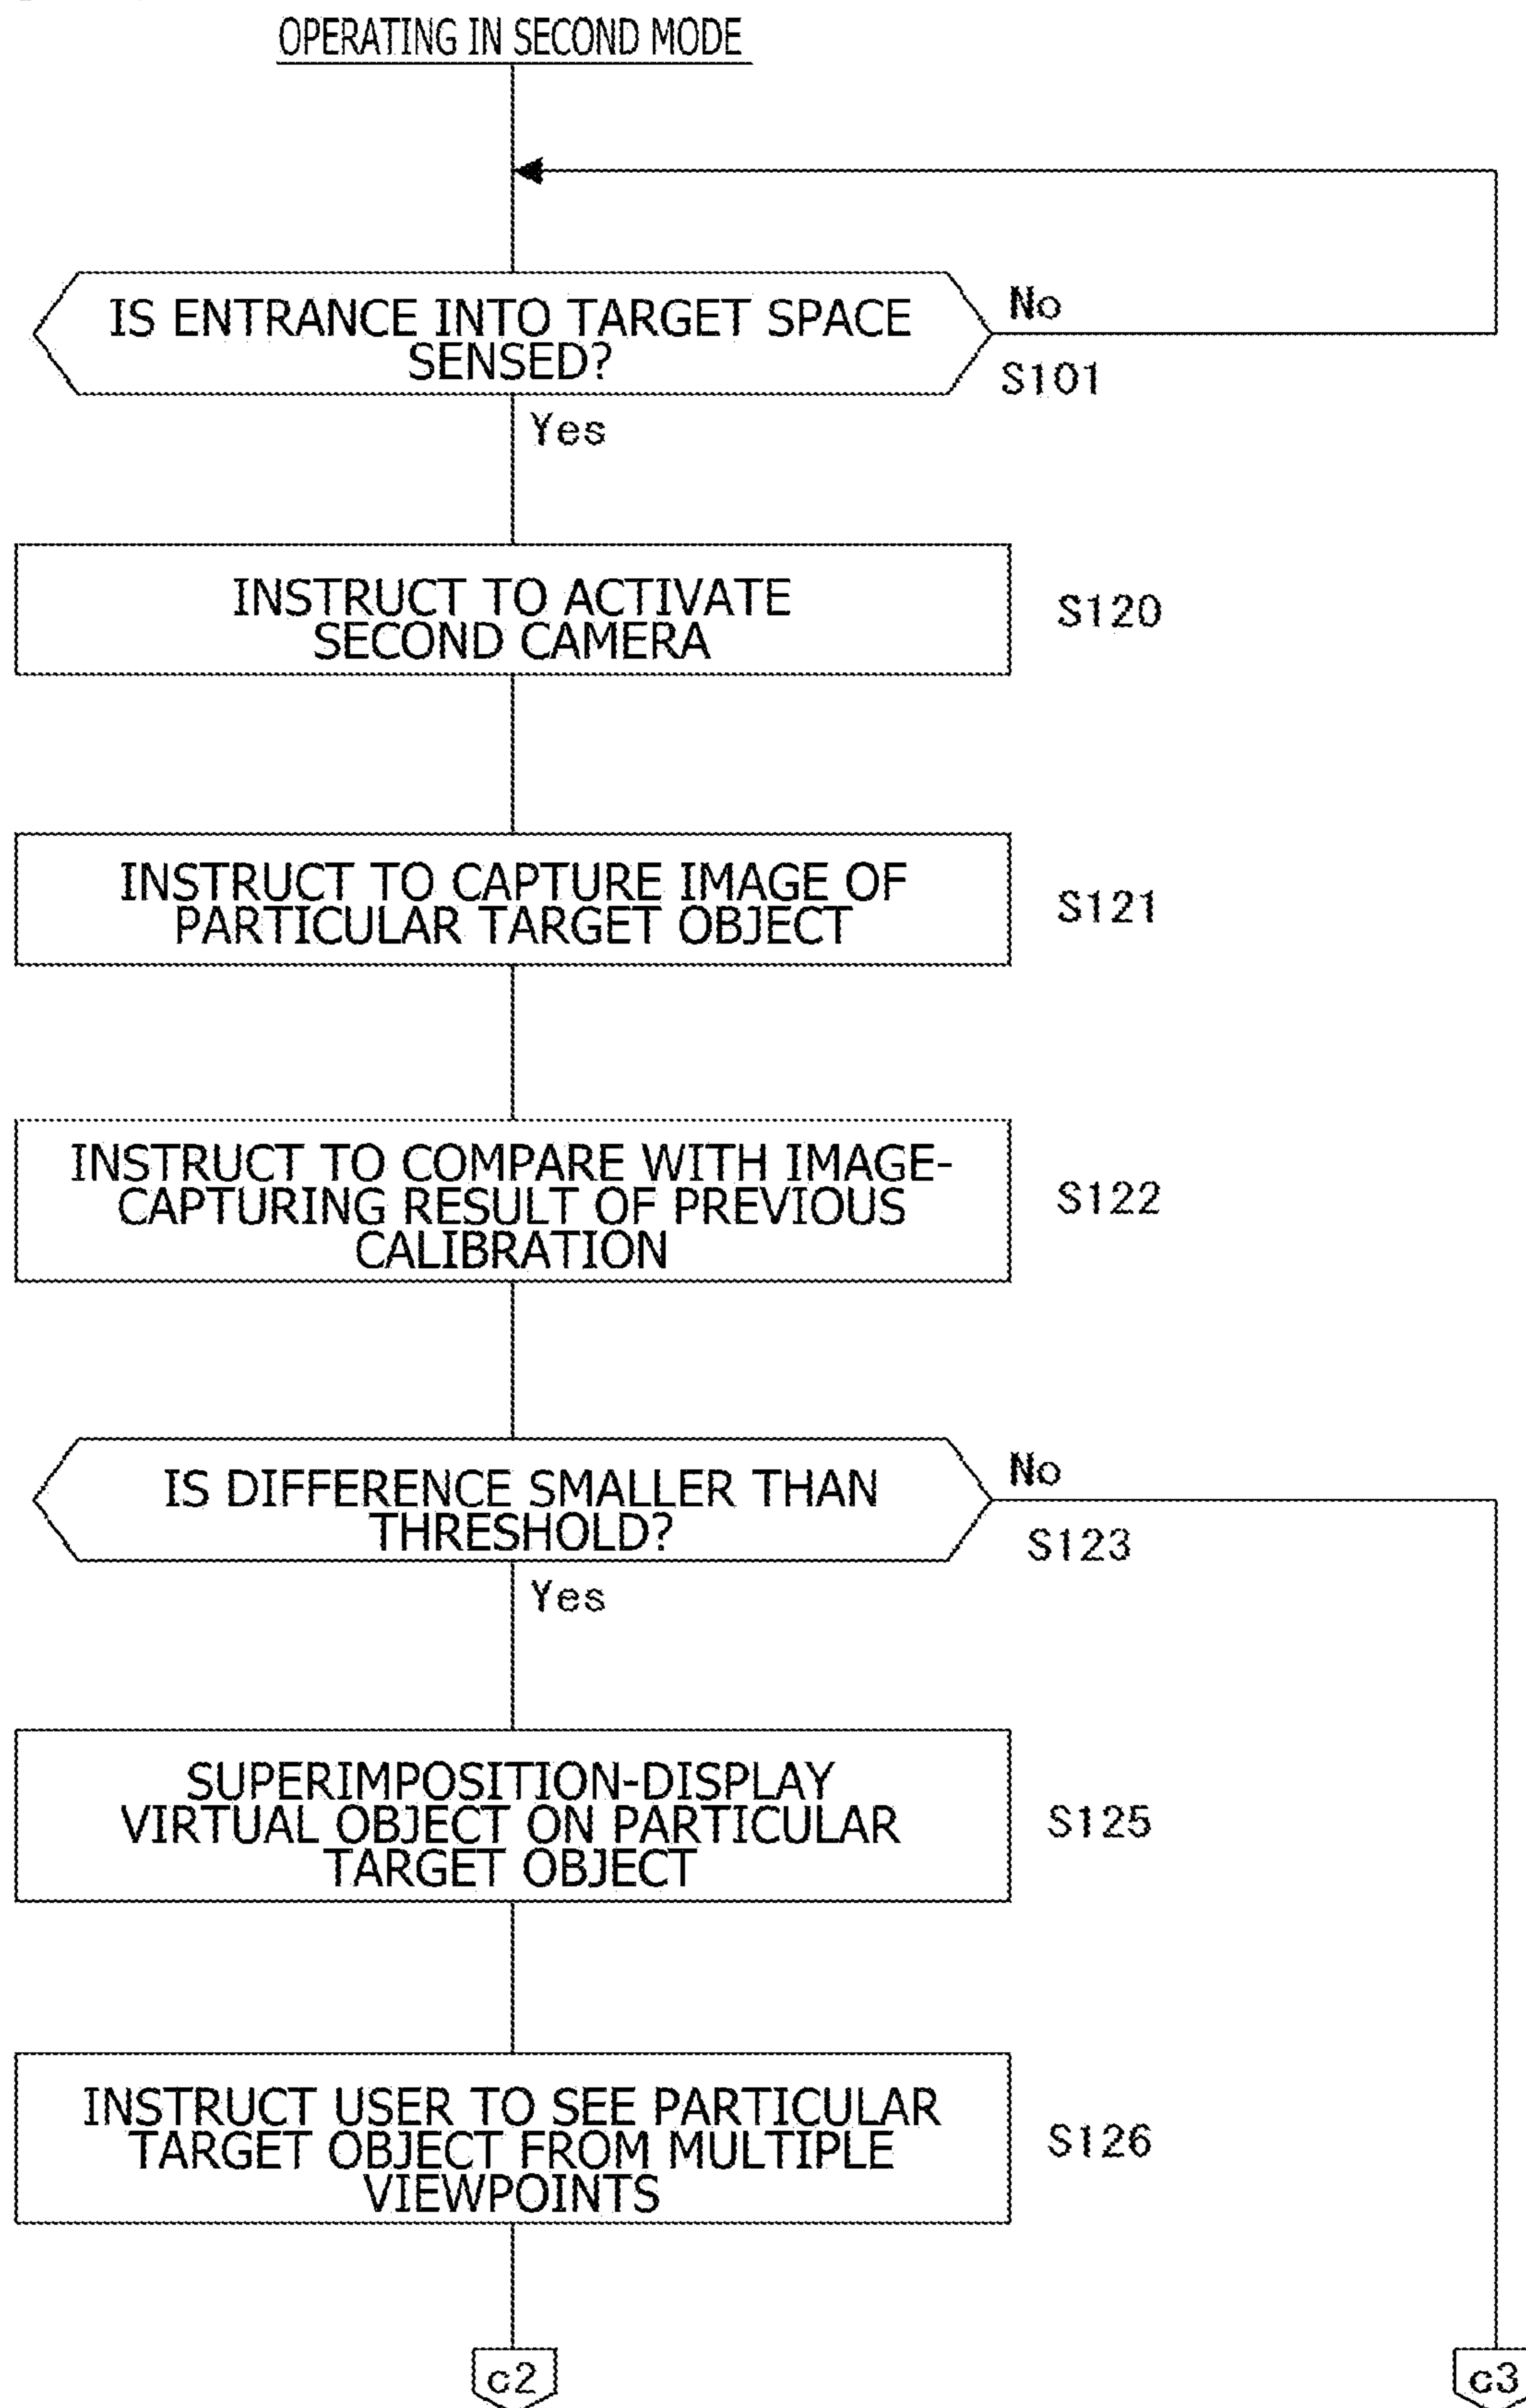 OPERATING IN SECOND MODE
IS ENTRANCE INTO TARGET SPACE
SENSED?
No
S101
Yes
INSTRUCT TO ACTIVATE
SECOND CAMERA
S120
INSTRUCT TO CAPTURE IMAGE OF
PARTICULAR TARGET OBJECT
S121
INSTRUCT TO COMPARE WITH IMAGE-
CAPTURING RESULT OF PREVIOUS
CALIBRATION
S122
IS DIFFERENCE SMALLER THAN
THRESHOLD?
No
S123
Yes
SUPERIMPOSITION-DISPLAY
VIRTUAL OBJECT ON PARTICULAR
TARGET OBJECT
S125
INSTRUCT USER TO SEE PARTICULAR
TARGET OBJECT FROM MULTIPLE
VIEWPOINTS
S126
c2
c3